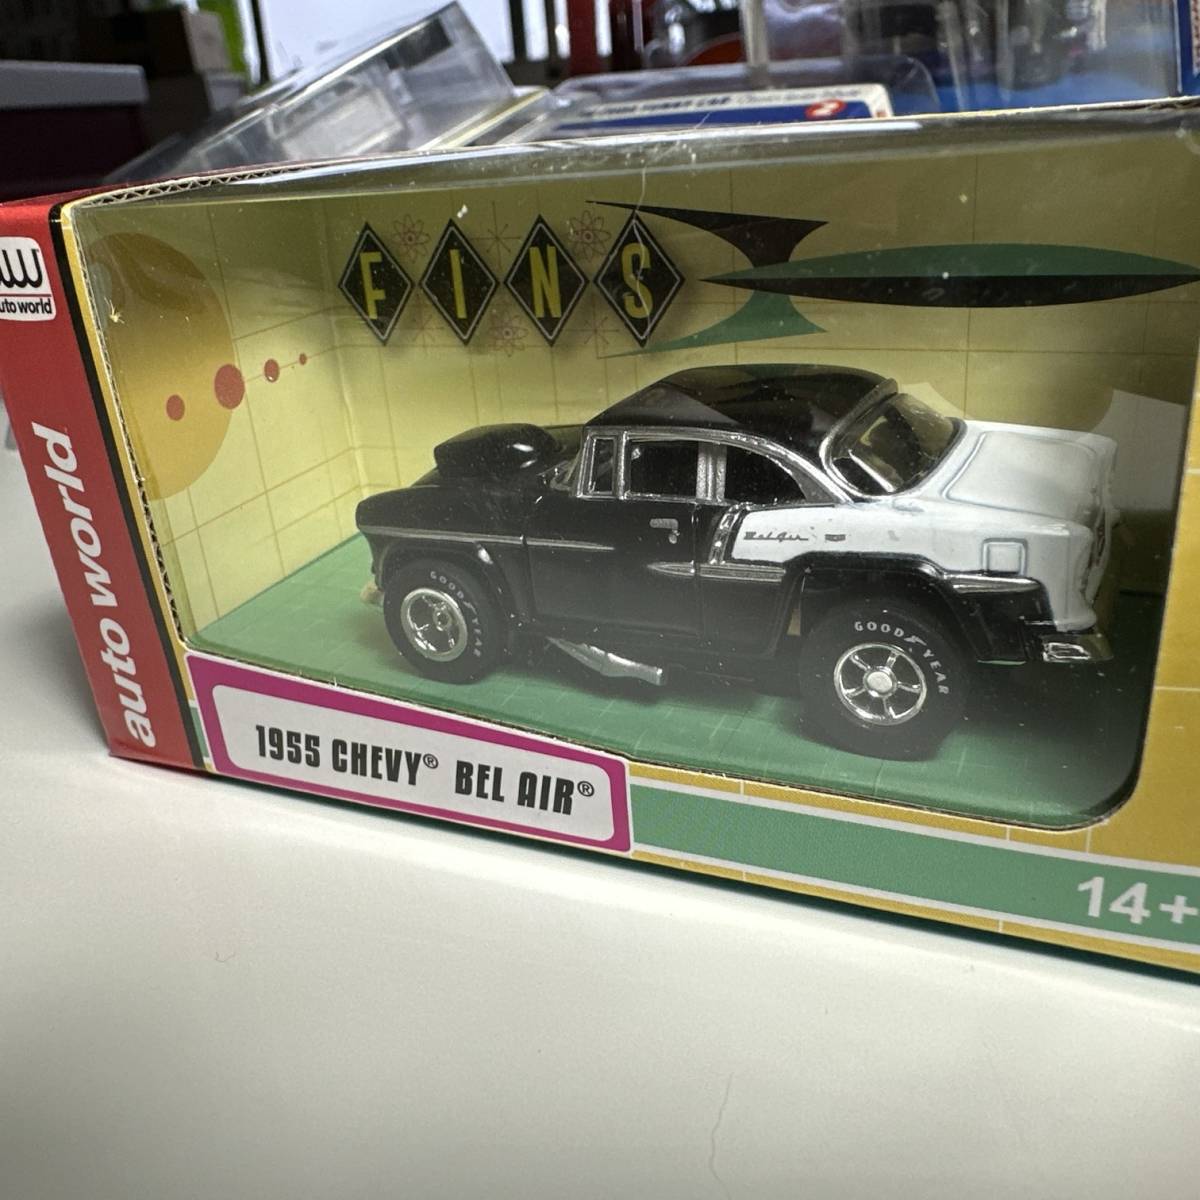 FINS
auto world
auto world
Bel Air
GOODYEAR
GOODYEAR
1955 CHEVY® BEL AIR®
14+